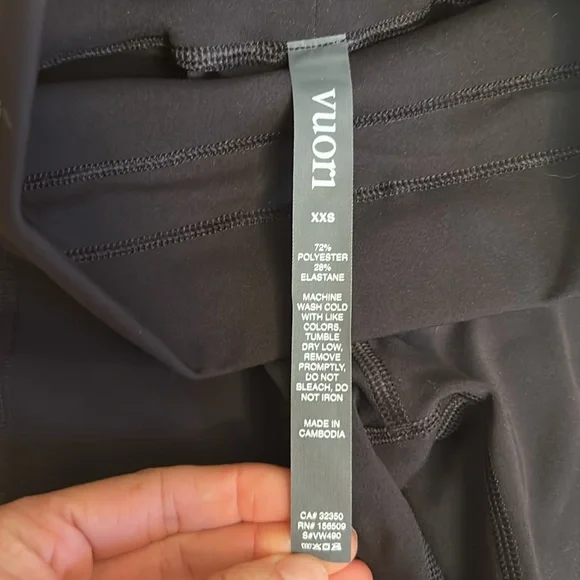 vuori
XXS
72%
POLYESTER
28%
ELASTANE
MACHINE
WASH COLD
WITH LIKE
COLORS,
TUMBLE
DRY LOW,
REMOVE
PROMPTLY,
DO NOT
BLEACH, DO
NOT IRON
MADE IN
CAMBODIA
CA# 32350
RN# 156509
S#VW490